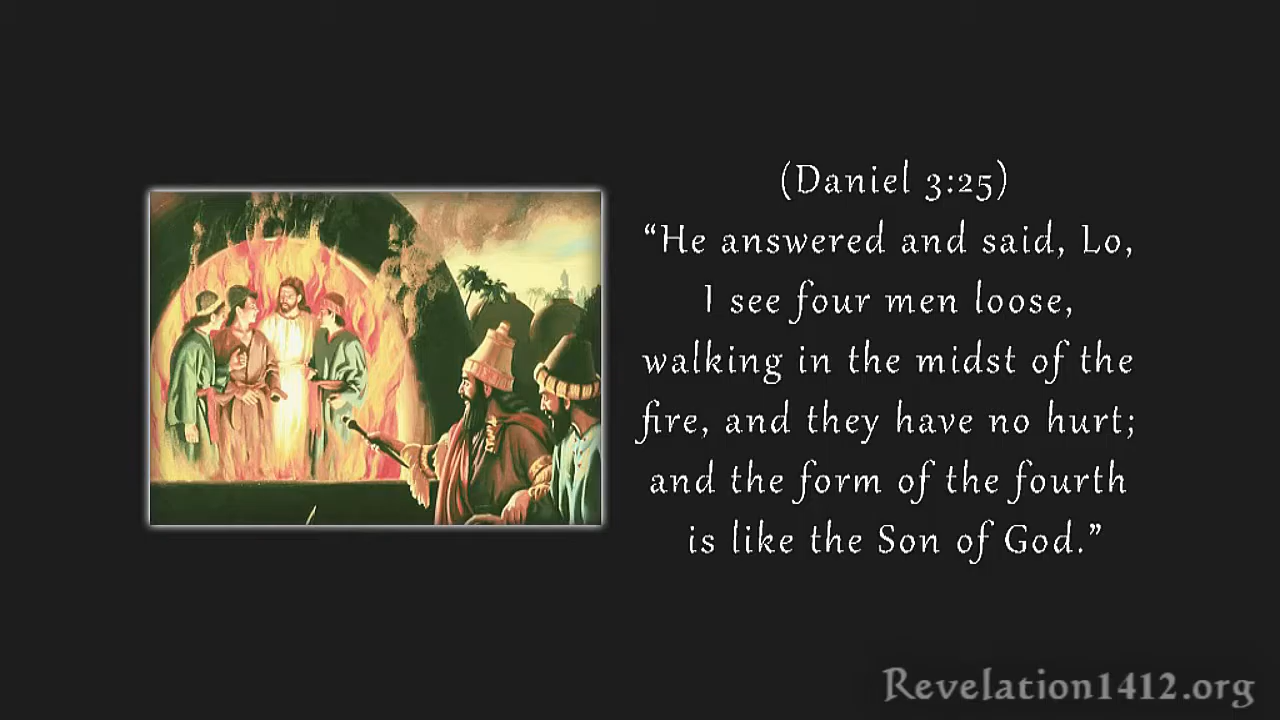 (Daniel 3:25)
“He answered and said, Lo,
I see four men loose,
walking in the midst of the
fire, and they have no hurt;
and the form of the fourth
is like the Son of God.”
Revelation1412.org